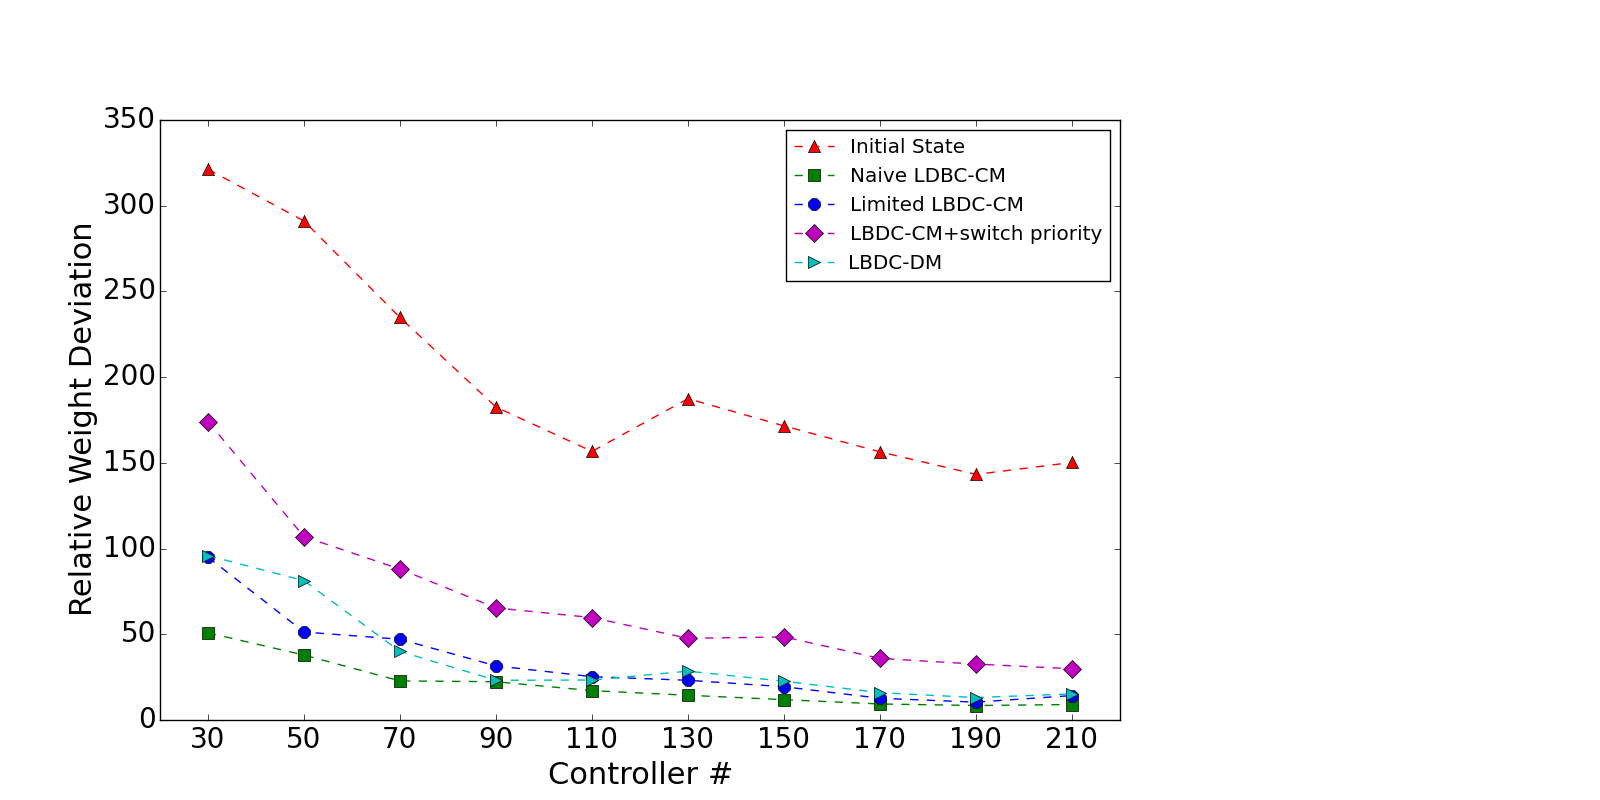 350
300
250
200
150
100
50
0
Relative Weight Deviation
Initial State
Naive LDBC-CM
Limited LBDC-CM
LBDC-CM+switch priority
LBDC-DM
30 50 70 90 110 130 150 170 190 210
Controller #